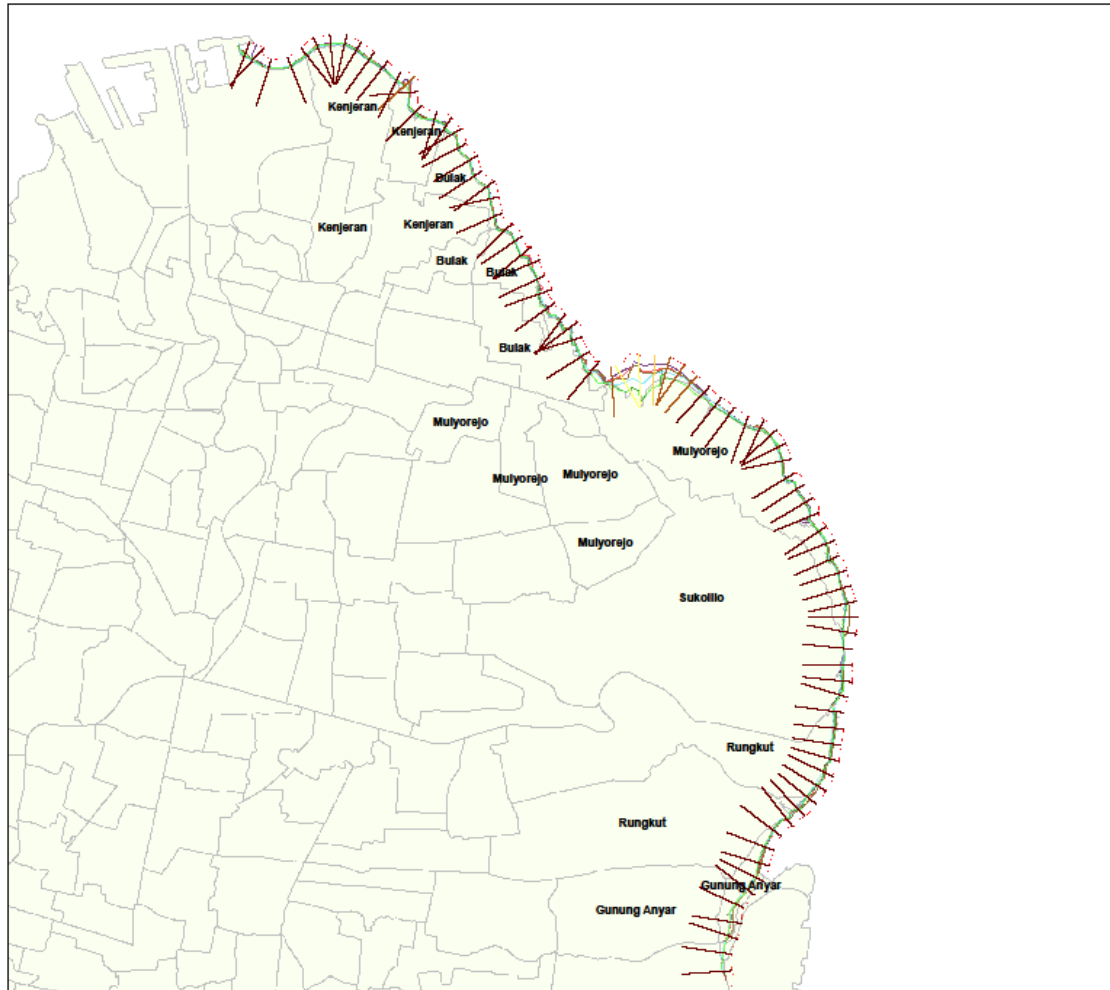 Kenjeran
Kenjeran
Bulak
Kenjeran
Kenjeran
Bulak
Bulak
Bulak
Mulyorejo
Mulyorejo
Mulyorejo
Mulyorejo
Mulyorejo
Sukolilo
Rungkut
Rungkut
Gunung Anyar
Gunung Anyar